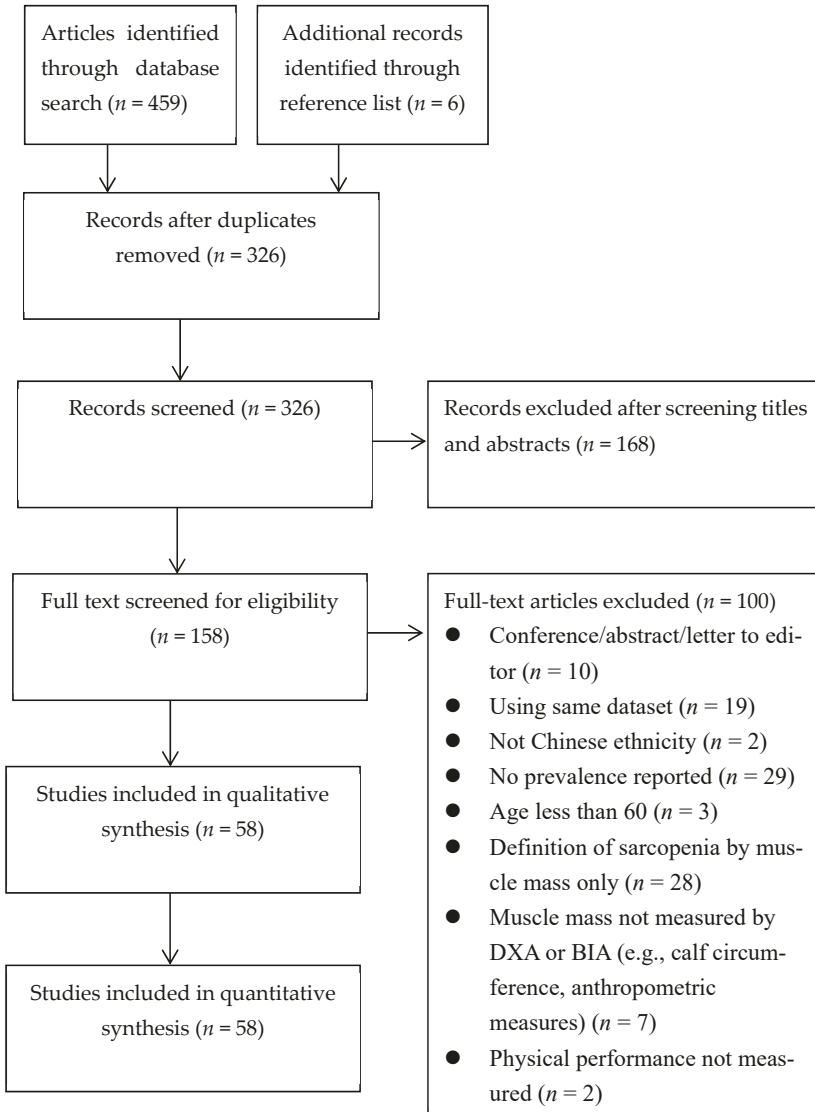 Articles identified
through database
search (n = 459)
Additional records
identified through
reference list (n = 6)
Records after duplicates
removed (n = 326)
Records screened (n = 326)
Records excluded after screening titles
and abstracts (n = 168)
Full text screened for eligibility
(n = 158)
Full-text articles excluded (n = 100)
● Conference/abstract/letter to edi-
tor (n = 10)
● Using same dataset (n = 19)
● Not Chinese ethnicity (n = 2)
● No prevalence reported (n = 29)
● Age less than 60 (n = 3)
● Definition of sarcopenia by mus-
cle mass only (n = 28)
● Muscle mass not measured by
DXA or BIA (e.g., calf circum-
ference, anthropometric
measures) (n = 7)
● Physical performance not meas-
ured (n = 2)
Studies included in qualitative
synthesis (n = 58)
Studies included in quantitative
synthesis (n = 58)